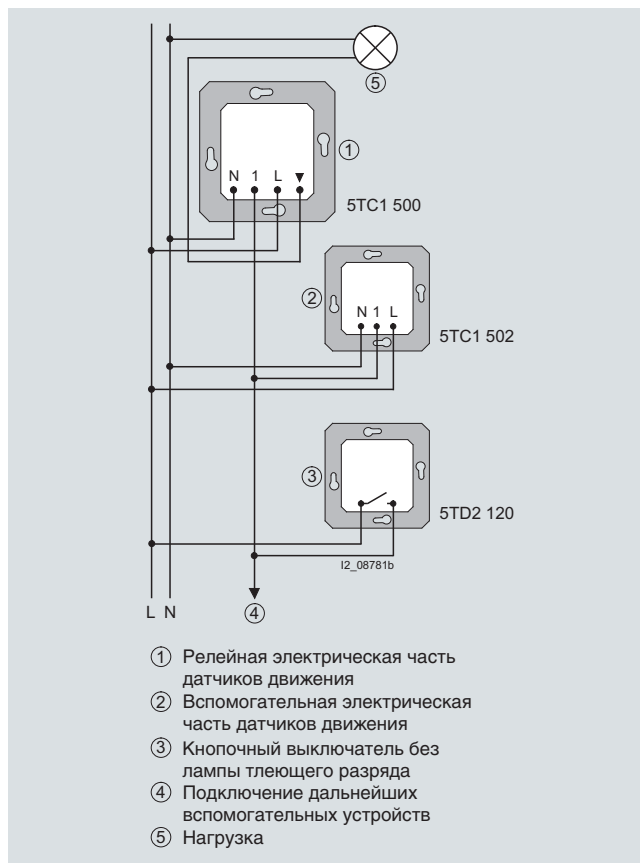 ⑤
N 1 L ▼
①
5TC1 500
②
N 1 L
5TC1 502
③
5TD2 120
I2_08781b
L N
④
① Релейная электрическая часть
датчиков движения
② Вспомогательная электрическая
часть датчиков движения
③ Кнопочный выключатель без
лампы тлеющего разряда
④ Подключение дальнейших
вспомогательных устройств
⑤ Нагрузка